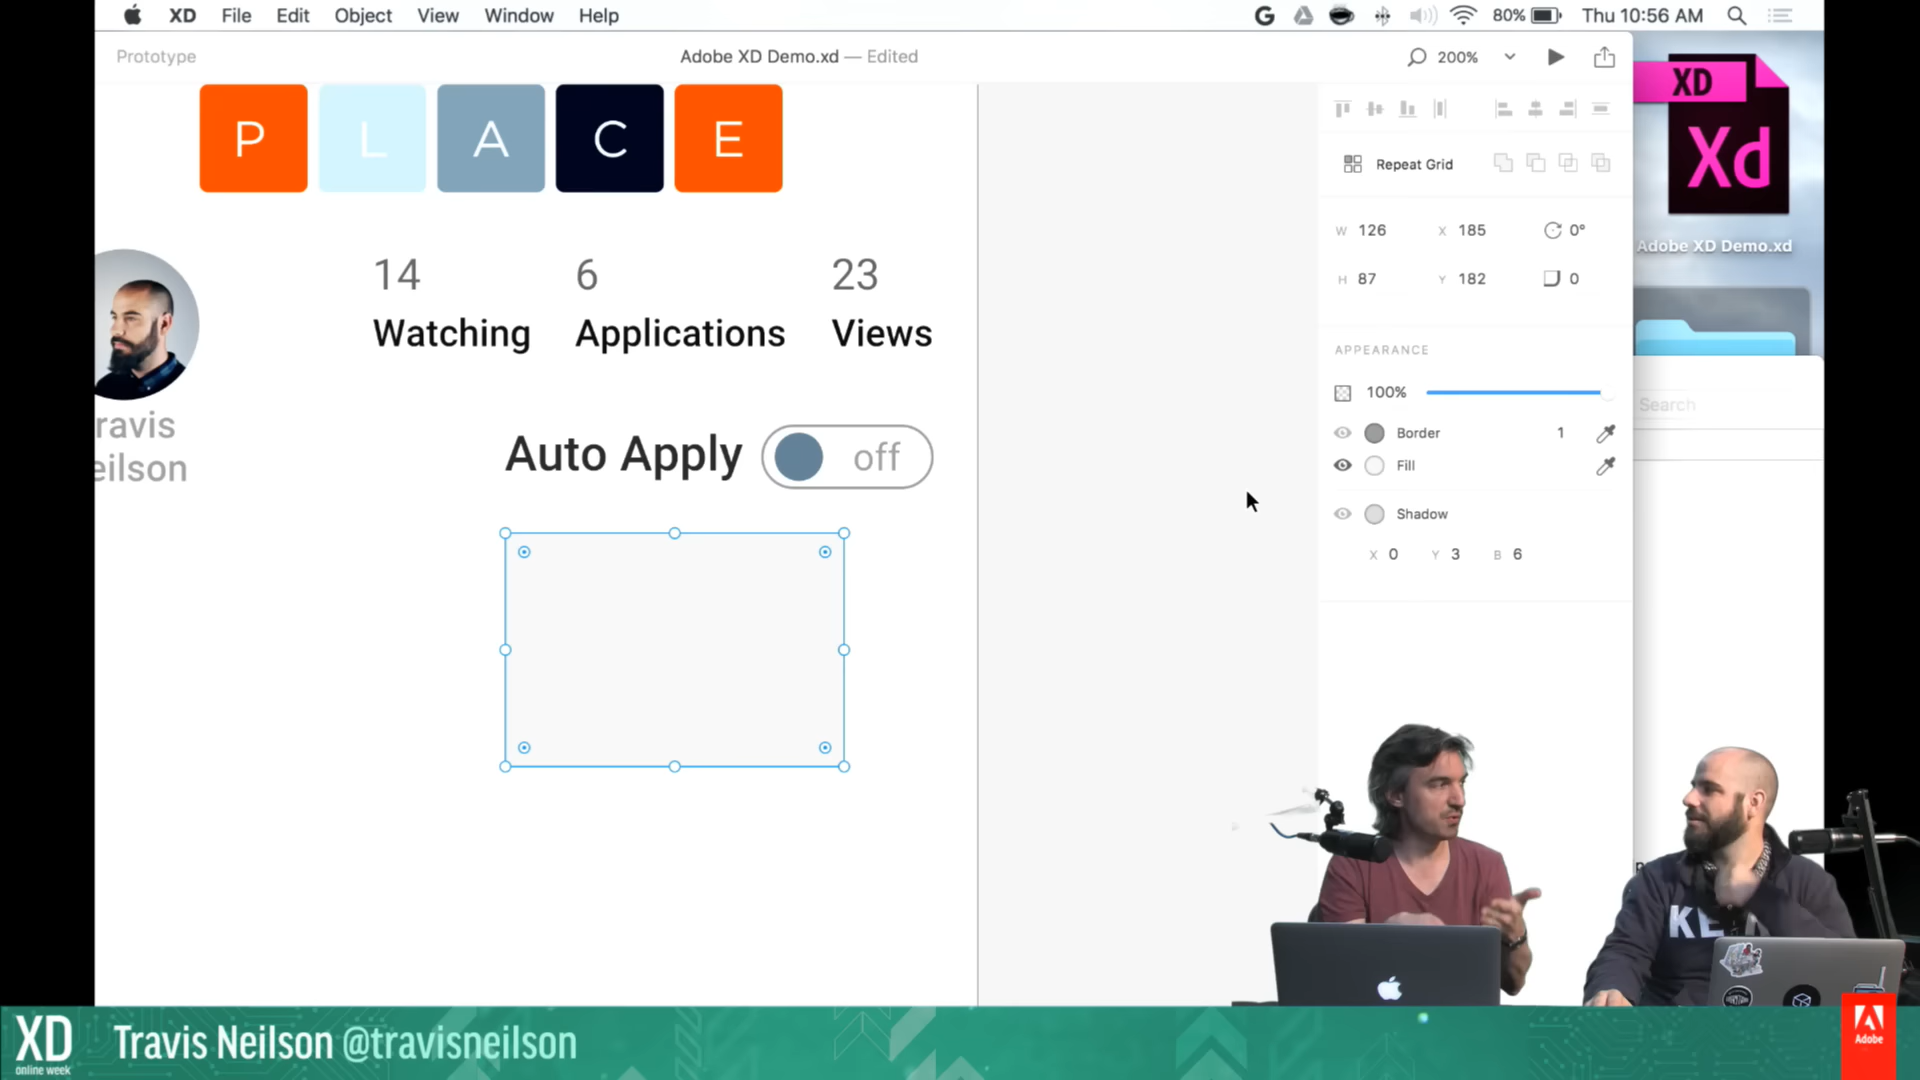 XD File Edit Object View Window Help G 80% Thu 10:56 AM
Prototype Adobe XD Demo.xd — Edited 200%
XD
Xd
Adobe XD Demo.xd
P L A C E
Repeat Grid
W 126 X 185 0°
H 87 Y 182 0
14 6 23
Watching Applications Views
APPEARANCE
100%
Search
Border 1
Fill
Shadow
X 0 Y 3 B 6
ravis
eilson
Auto Apply off
XD
online week
Travis Neilson @travisneilson
Adobe